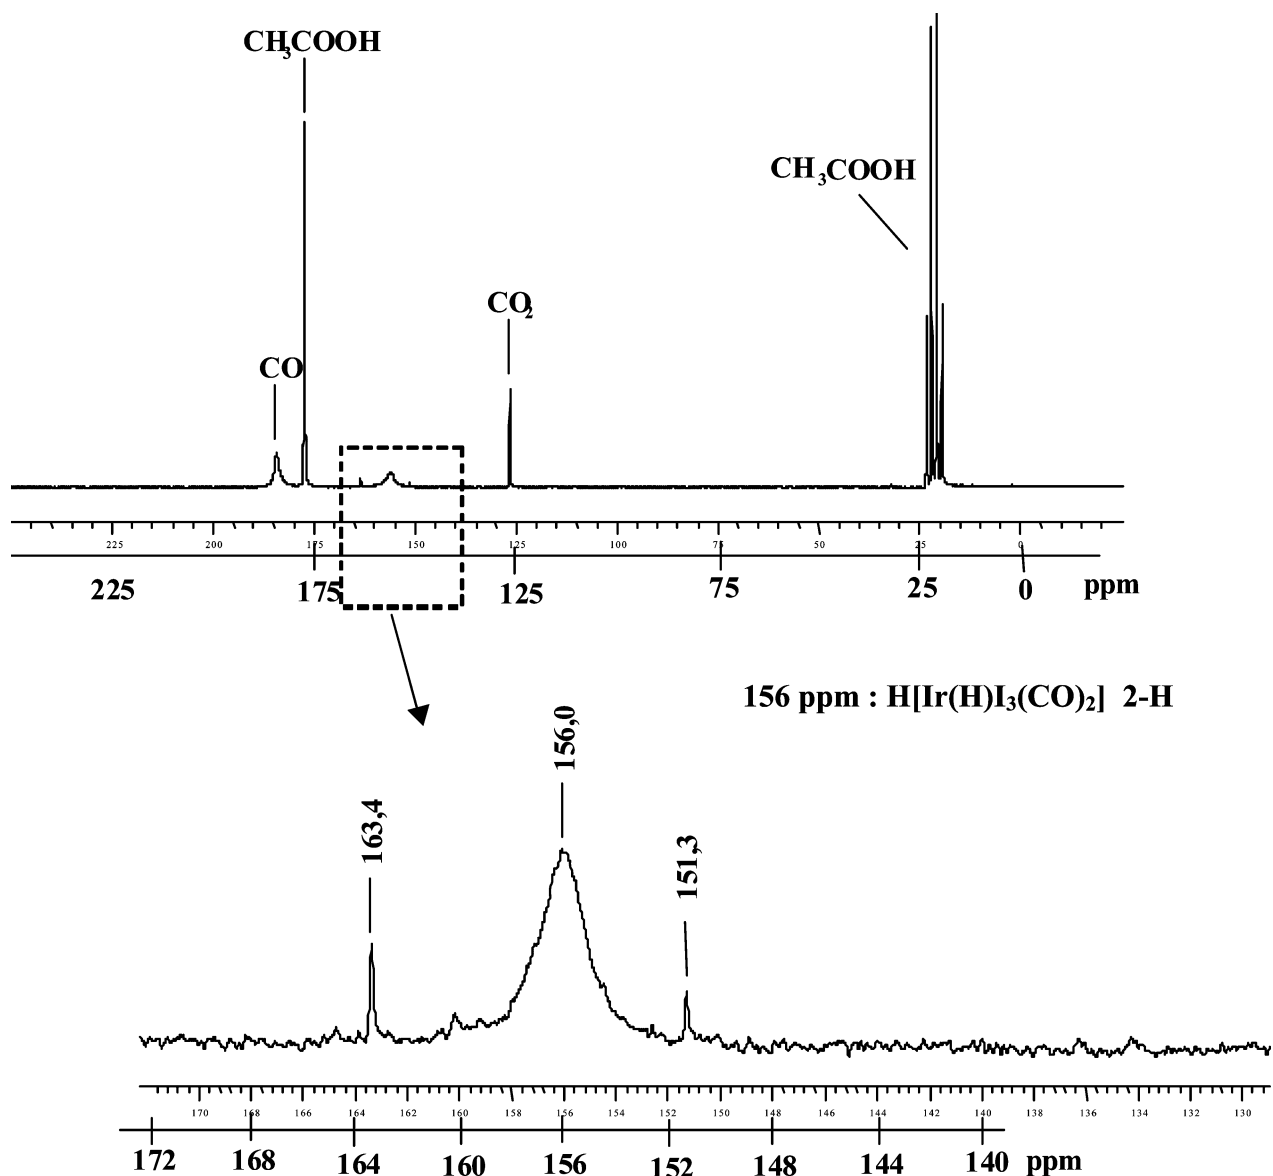 CH₃COOH
CH₃COOH
CO₂
CO
225 200 175 150 125 100 75 50 25 0
225 175 125 75 25 0 ppm
156 ppm : H[Ir(H)I₃(CO)₂] 2-H
156,0
163,4
151,3
170 168 166 164 162 160 158 156 154 152 150 148 146 144 142 140 138 136 134 132 130
172 168 164 160 156 152 148 144 140 ppm